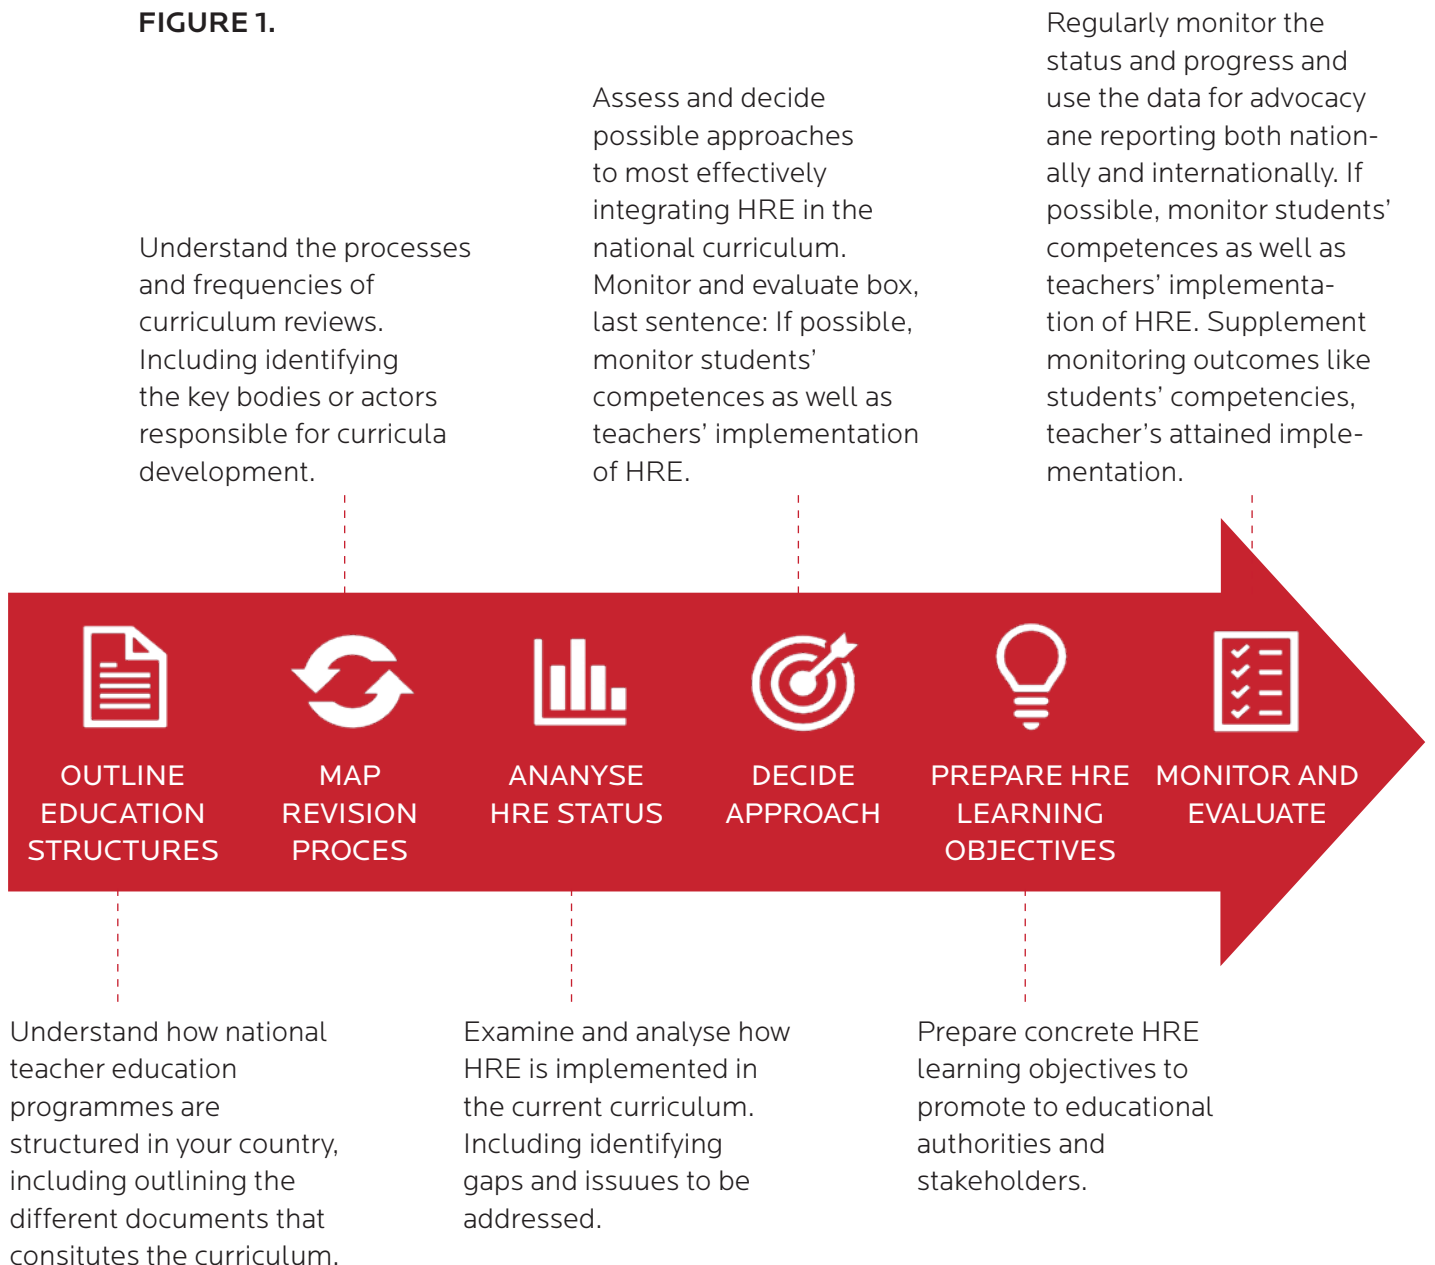 FIGURE 1.
Understand the processes
and frequencies of
curriculum reviews.
Including identifying
the key bodies or actors
responsible for curricula
development.
Assess and decide
possible approaches
to most effectively
integrating HRE in the
national curriculum.
Monitor and evaluate box,
last sentence: If possible,
monitor students’
competences as well as
teachers’ implementation
of HRE.
Regularly monitor the
status and progress and
use the data for advocacy
ane reporting both nation-
ally and internationally. If
possible, monitor students’
competences as well as
teachers’ implementa-
tion of HRE. Supplement
monitoring outcomes like
students’ competencies,
teacher’s attained imple-
mentation.
OUTLINE
EDUCATION
STRUCTURES
MAP
REVISION
PROCES
ANANYSE
HRE STATUS
DECIDE
APPROACH
PREPARE HRE
LEARNING
OBJECTIVES
MONITOR AND
EVALUATE
Understand how national
teacher education
programmes are
structured in your country,
including outlining the
different documents that
consitutes the curriculum.
Examine and analyse how
HRE is implemented in
the current curriculum.
Including identifying
gaps and issuues to be
addressed.
Prepare concrete HRE
learning objectives to
promote to educational
authorities and
stakeholders.